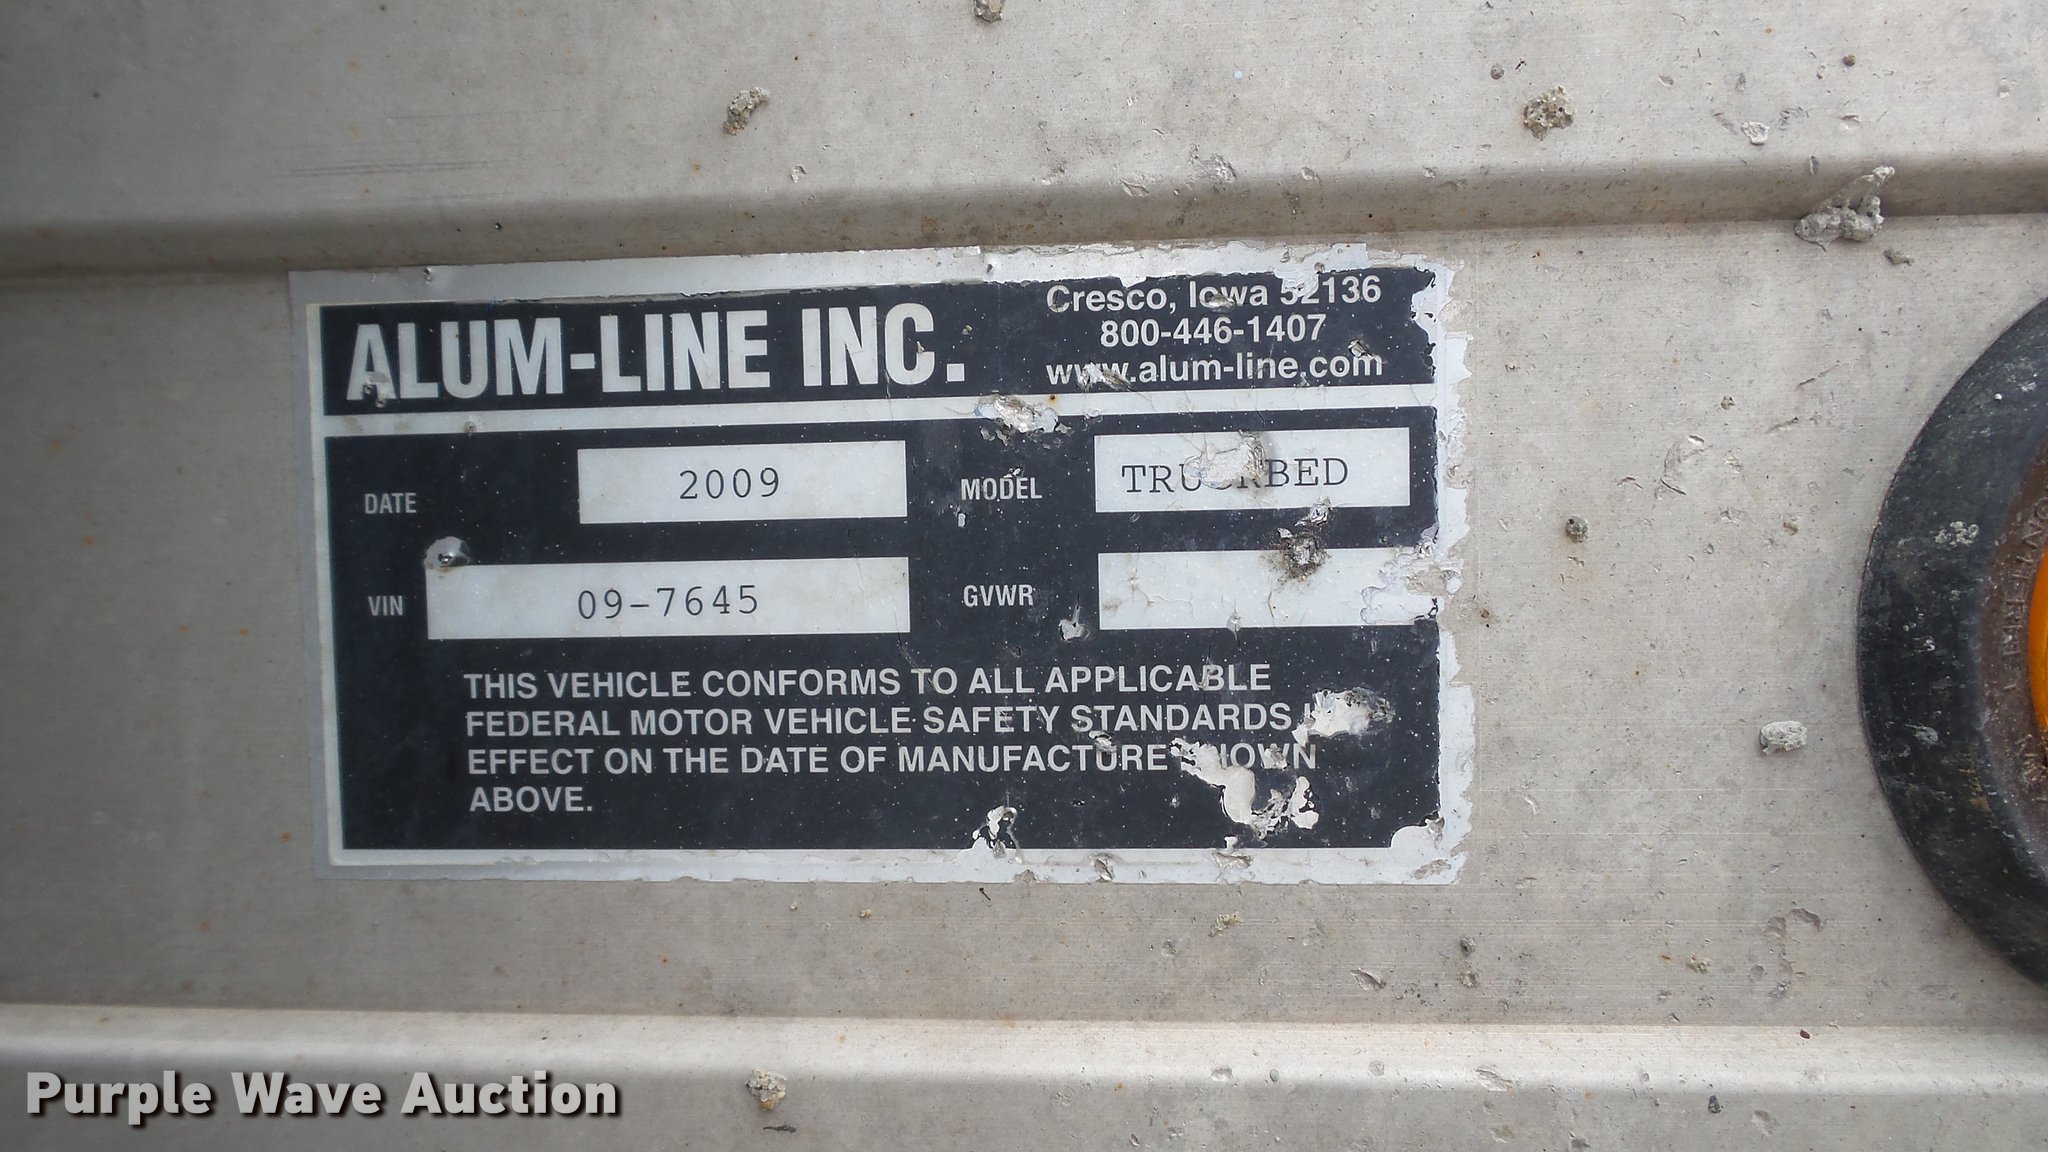 ALUM-LINE INC.
Cresco, Iowa 52136
800-446-1407
www.alum-line.com
DATE 2009 MODEL TRUCKBED
VIN 09-7645 GVWR
THIS VEHICLE CONFORMS TO ALL APPLICABLE
FEDERAL MOTOR VEHICLE SAFETY STANDARDS
EFFECT ON THE DATE OF MANUFACTURE SHOWN
ABOVE.
Purple Wave Auction